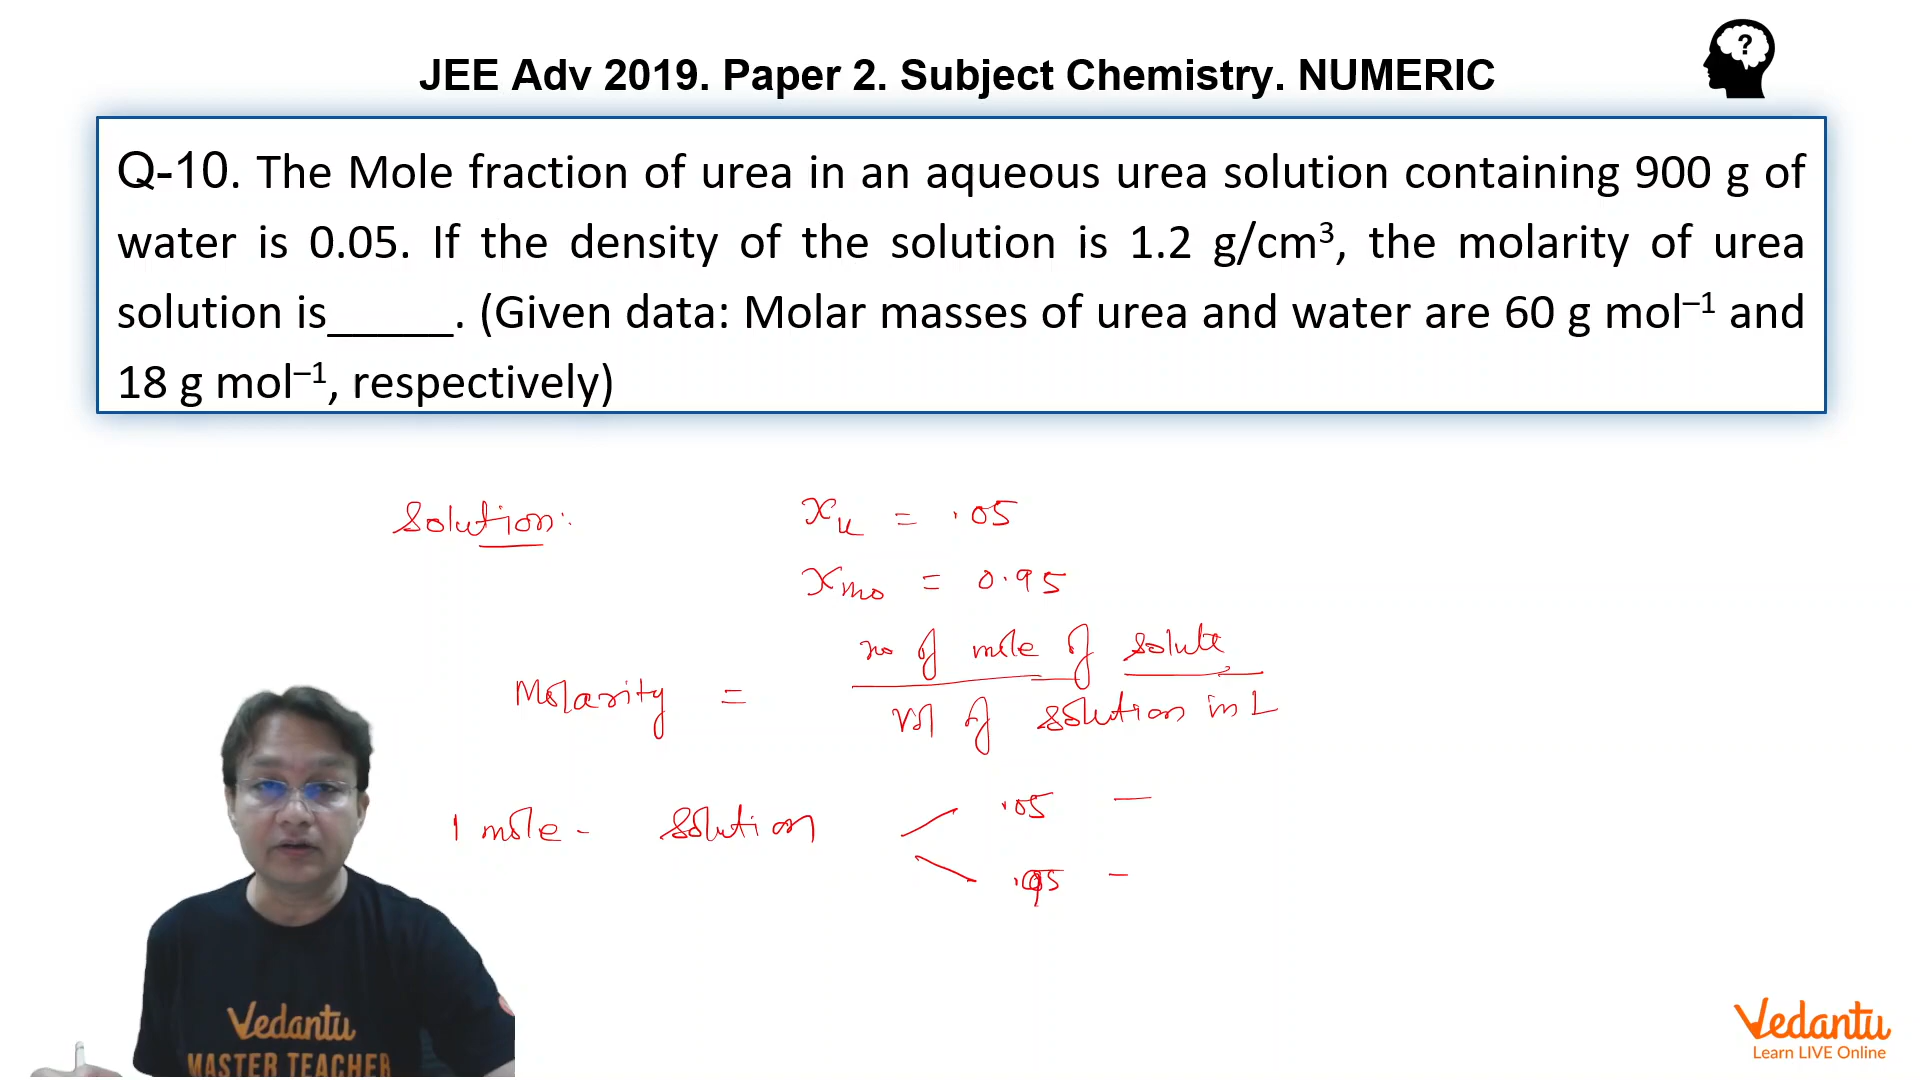 JEE Adv 2019. Paper 2. Subject Chemistry. NUMERIC
?
Q-10. The Mole fraction of urea in an aqueous urea solution containing 900 g of
water is 0.05. If the density of the solution is 1.2 g/cm³, the molarity of urea
solution is_____. (Given data: Molar masses of urea and water are 60 g mol⁻¹ and
18 g mol⁻¹, respectively)
Solution:
xᵤ = .05
= 0.95
no of mole of solute
Molarity =
Vol of solution in L
1 mole - solution
.05 —
.95 -
Vedantu
MASTER TEACHER
Vedantu
Learn LIVE Online